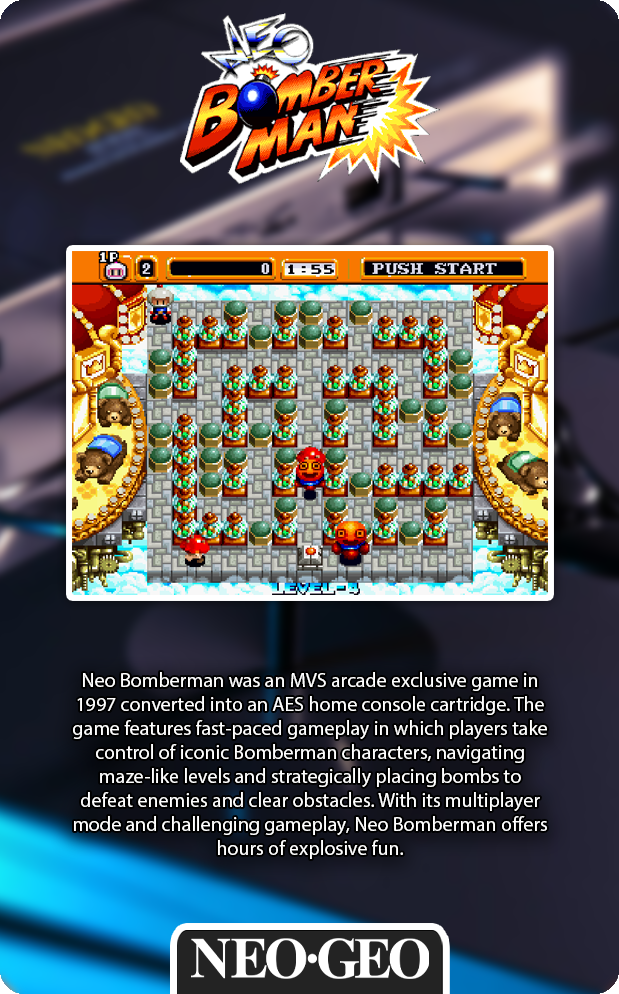 NEO
BOMBER
MAN
1P
2 0 1:55 PUSH START
LEVEL-4
Neo Bomberman was an MVS arcade exclusive game in
1997 converted into an AES home console cartridge. The
game features fast-paced gameplay in which players take
control of iconic Bomberman characters, navigating
maze-like levels and strategically placing bombs to
defeat enemies and clear obstacles. With its multiplayer
mode and challenging gameplay, Neo Bomberman offers
hours of explosive fun.
NEO•GEO